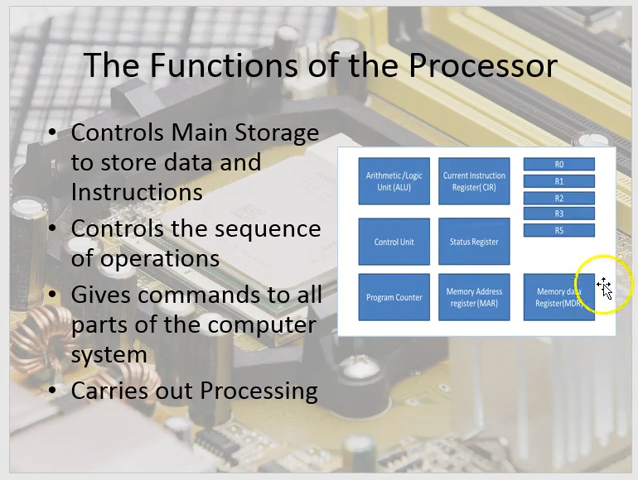 The Functions of the Processor
• Controls Main Storage
to store data and
Instructions
• Controls the sequence
of operations
• Gives commands to all
parts of the computer
system
• Carries out Processing
Arithmetic /Logic
Unit (ALU)
Current Instruction
Register( CIR)
R0
R1
R2
R3
R5
Control Unit
Status Register
Program Counter
Memory Address
register (MAR)
Memory data
Register(MDR)